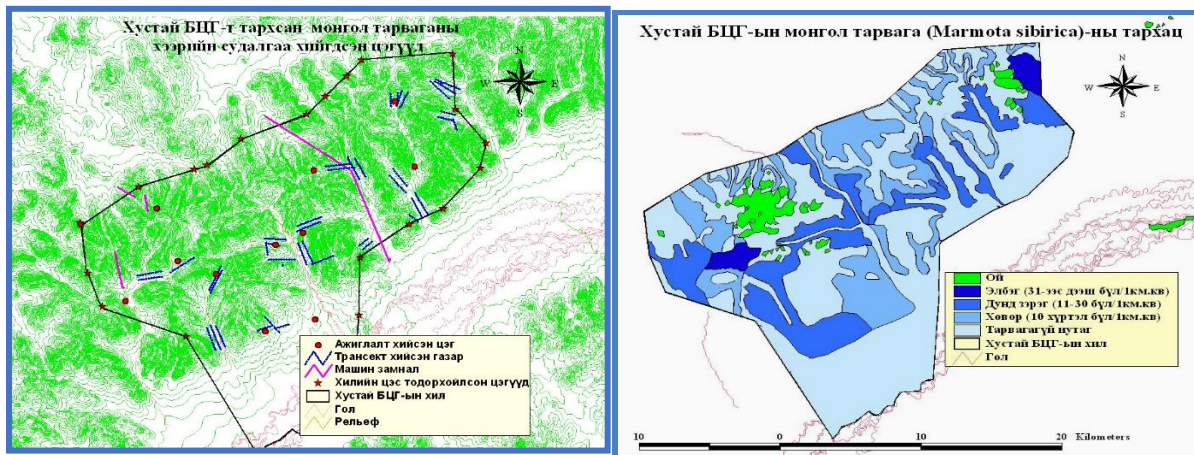 Хустай БЦГ-т тархсан монгол тарваганы
хээрийн судалгаа хийгдсэн цэгүүд
N
W E
S
Ажиглалт хийсэн цэг
Трансект хийсэн газар
Машин замнал
Хилийн цэс тодорхойлсон цэгүүд
Хустай БЦГ-ын хил
Гол
Рельеф
Хустай БЦГ-ын монгол тарвага (Marmota sibirica)-ны тархац
N
W E
S
Ой
Элбэг (31-ээс дээш бүл/1км.кв)
Дунд зэрэг (11-30 бүл/1км.кв)
Ховор (10 хүртэл бүл/1км.кв)
Тарвагагүй нутаг
Хустай БЦГ-ын хил
Гол
10 0 10 20 Kilometers